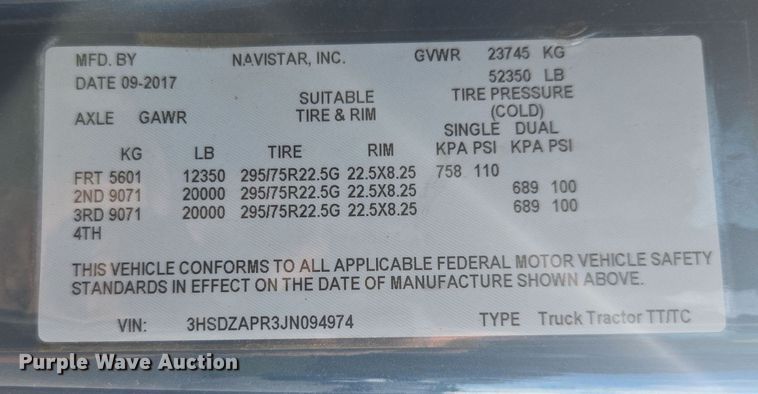 MFD. BY NAVISTAR, INC. GVWR 23745 KG
DATE 09-2017 52350 LB
SUITABLE TIRE PRESSURE
AXLE GAWR TIRE & RIM (COLD)
SINGLE DUAL
KG LB TIRE RIM KPA PSI KPA PSI
FRT 5601 12350 295/75R22.5G 22.5X8.25 758 110
2ND 9071 20000 295/75R22.5G 22.5X8.25 689 100
3RD 9071 20000 295/75R22.5G 22.5X8.25 689 100
4TH
THIS VEHICLE CONFORMS TO ALL APPLICABLE FEDERAL MOTOR VEHICLE SAFETY
STANDARDS IN EFFECT ON THE DATE OF MANUFACTURE SHOWN ABOVE.
VIN: 3HSDZAPR3JN094974 TYPE Truck Tractor TT/TC
Purple Wave Auction